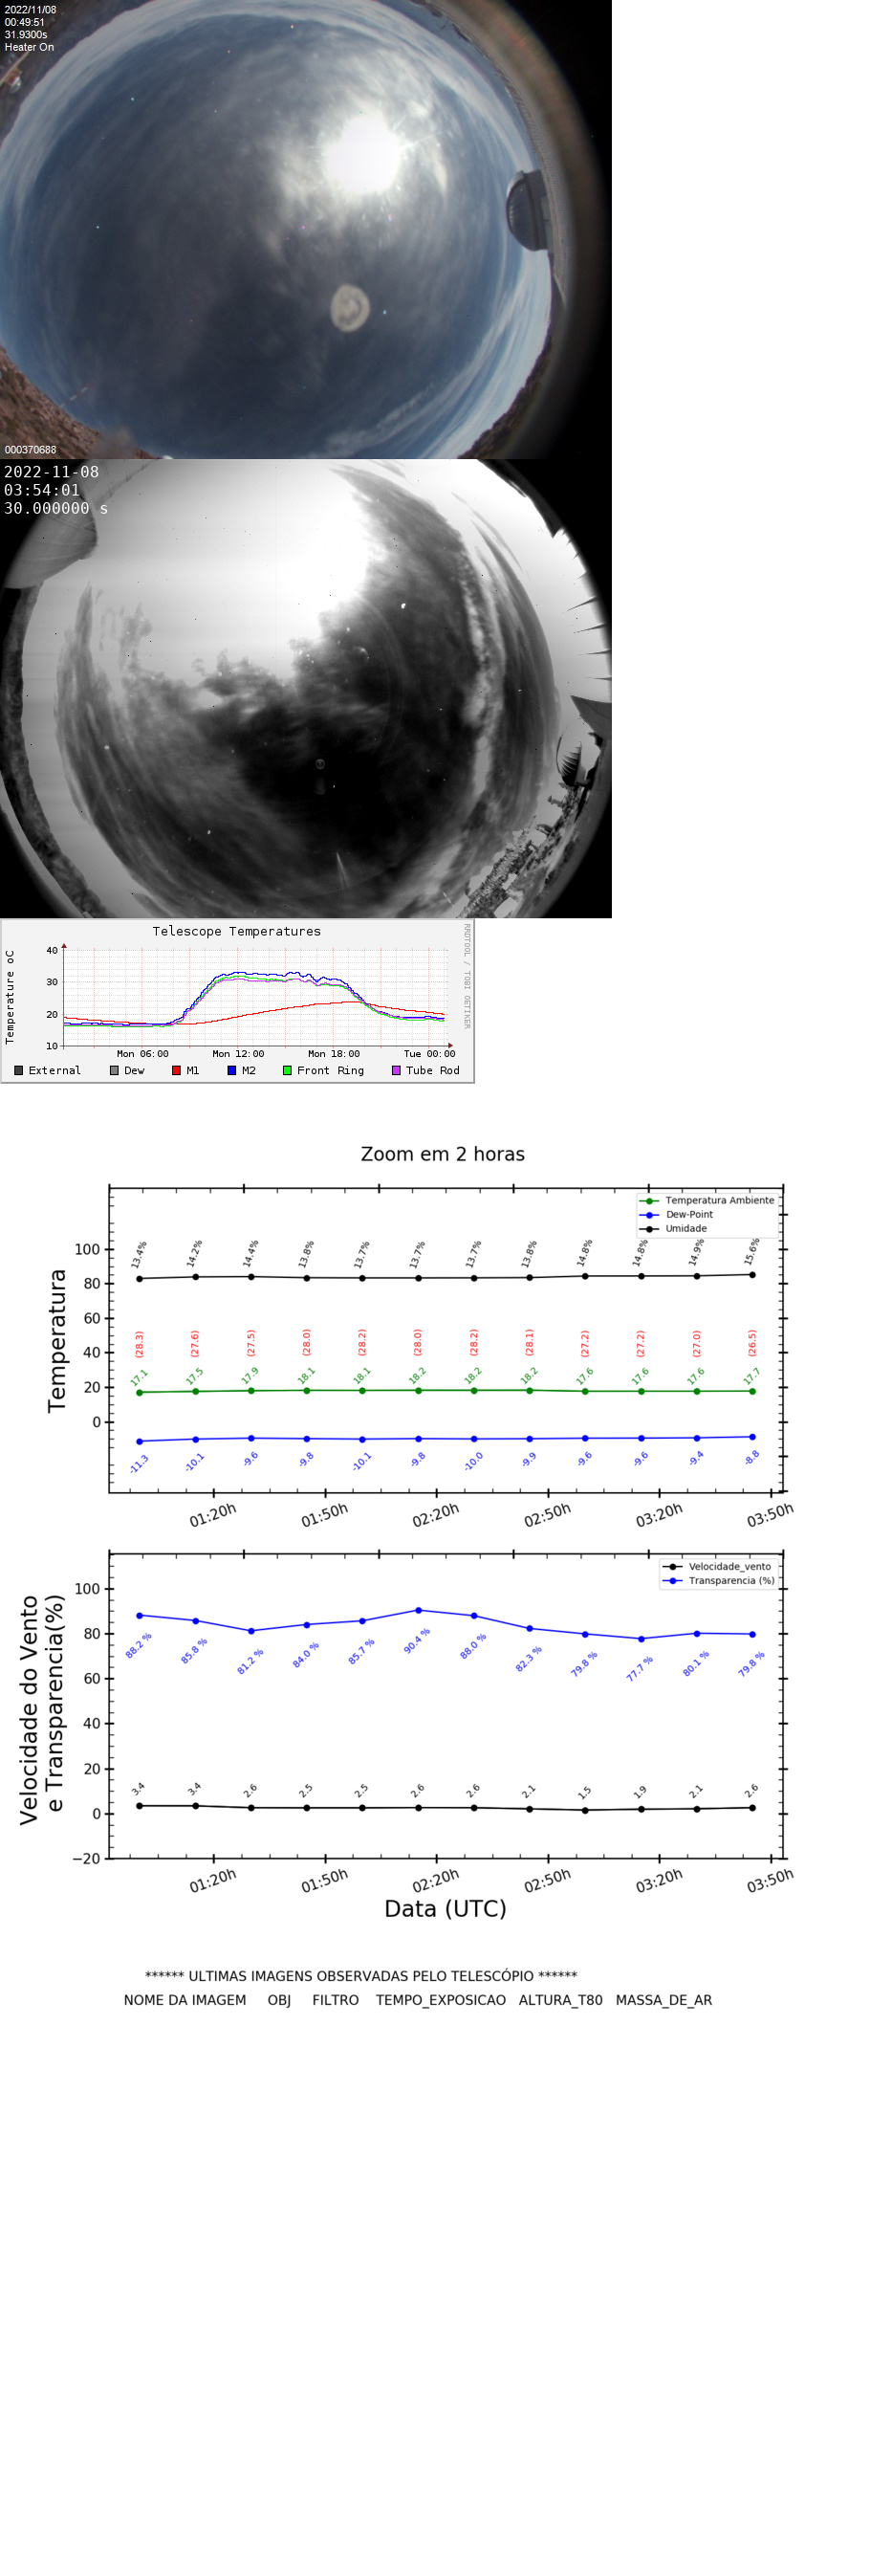 2022/11/08
00:49:51
31.9300s
Heater On
000370688
2022-11-08
03:54:01
30.000000 s
Telescope Temperatures
RRDTOOL / TOBI OETIKER
Temperature oC
40
30
20
10
Mon 06:00 Mon 12:00 Mon 18:00 Tue 00:00
External Dew M1 M2 Front Ring Tube Rod
Zoom em 2 horas
Temperatura
Temperatura Ambiente
Dew-Point
Umidade
100
80
60
40
20
0
13.4% 14.2% 14.4% 13.8% 13.7% 13.7% 13.7% 13.8% 14.8% 14.8% 14.9% 15.6%
(28.3) (27.6) (27.5) (28.0) (28.2) (28.0) (28.2) (28.1) (27.2) (27.2) (27.0) (26.5)
17.1 17.5 17.9 18.1 18.1 18.2 18.2 18.2 17.6 17.6 17.6 17.7
-11.3 -10.1 -9.6 -9.8 -10.1 -9.8 -10.0 -9.9 -9.6 -9.6 -9.4 -8.8
01:20h 01:50h 02:20h 02:50h 03:20h 03:50h
Velocidade do Vento
e Transparencia(%)
Velocidade_vento
Transparencia (%)
100
80
60
40
20
0
−20
88.2 % 85.8 % 81.2 % 84.0 % 85.7 % 90.4 % 88.0 % 82.3 % 79.8 % 77.7 % 80.1 % 79.8 %
3.4 3.4 2.6 2.5 2.5 2.6 2.6 2.1 1.5 1.9 2.1 2.6
01:20h 01:50h 02:20h 02:50h 03:20h 03:50h
Data (UTC)
****** ULTIMAS IMAGENS OBSERVADAS PELO TELESCÓPIO ******
NOME DA IMAGEM OBJ FILTRO TEMPO_EXPOSICAO ALTURA_T80 MASSA_DE_AR